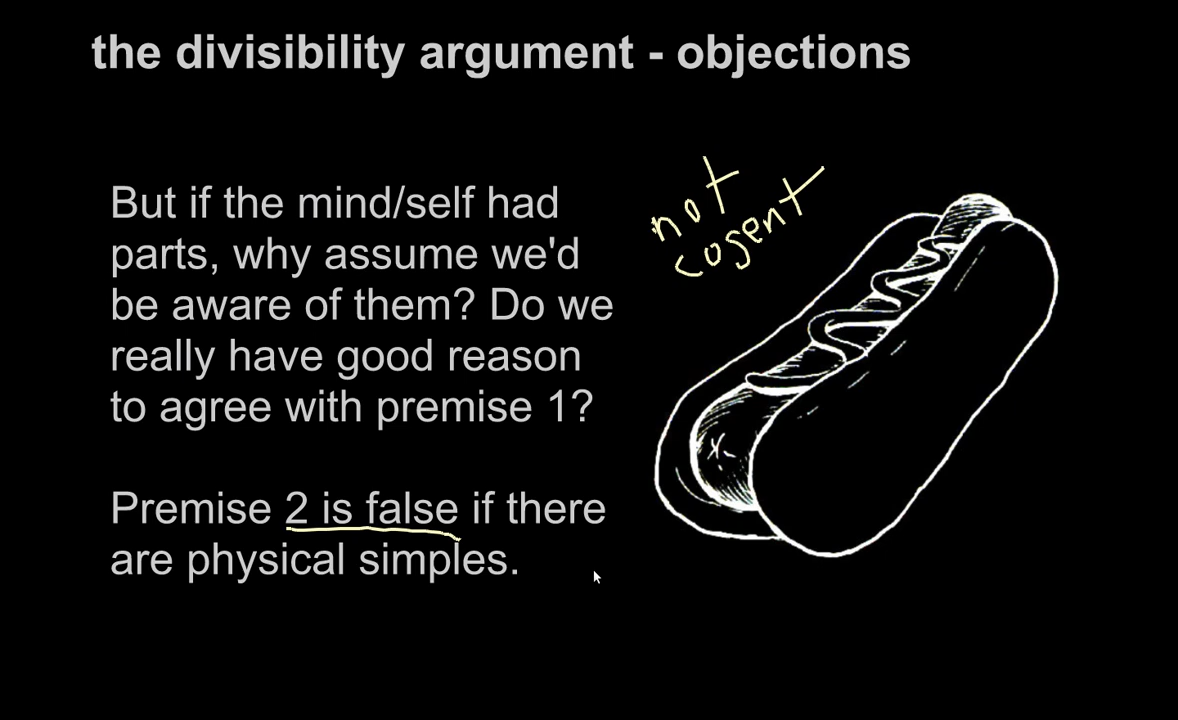 the divisibility argument - objections
But if the mind/self had
parts, why assume we'd
be aware of them? Do we
really have good reason
to agree with premise 1?
Premise 2 is false if there
are physical simples.
not
cogent